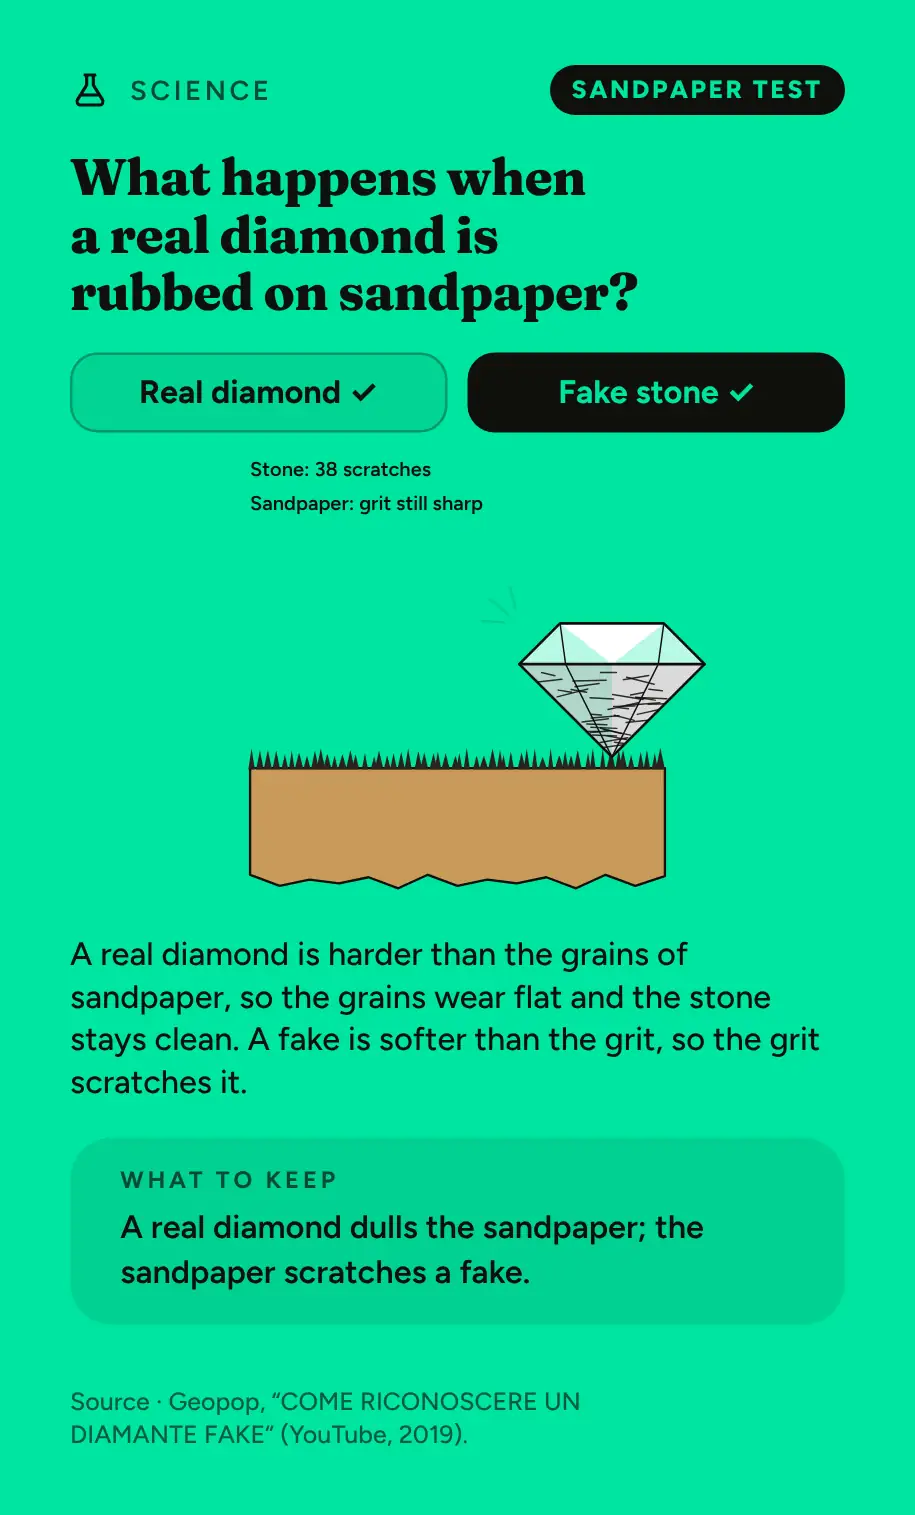 SCIENCE
SANDPAPER TEST
What happens when
a real diamond is
rubbed on sandpaper?
Real diamond ✓
Fake stone ✓
Stone: 38 scratches
Sandpaper: grit still sharp
A real diamond is harder than the grains of
sandpaper, so the grains wear flat and the stone
stays clean. A fake is softer than the grit, so the grit
scratches it.
WHAT TO KEEP
A real diamond dulls the sandpaper; the
sandpaper scratches a fake.
Source · Geopop, “COME RICONOSCERE UN
DIAMANTE FAKE“ (YouTube, 2019).